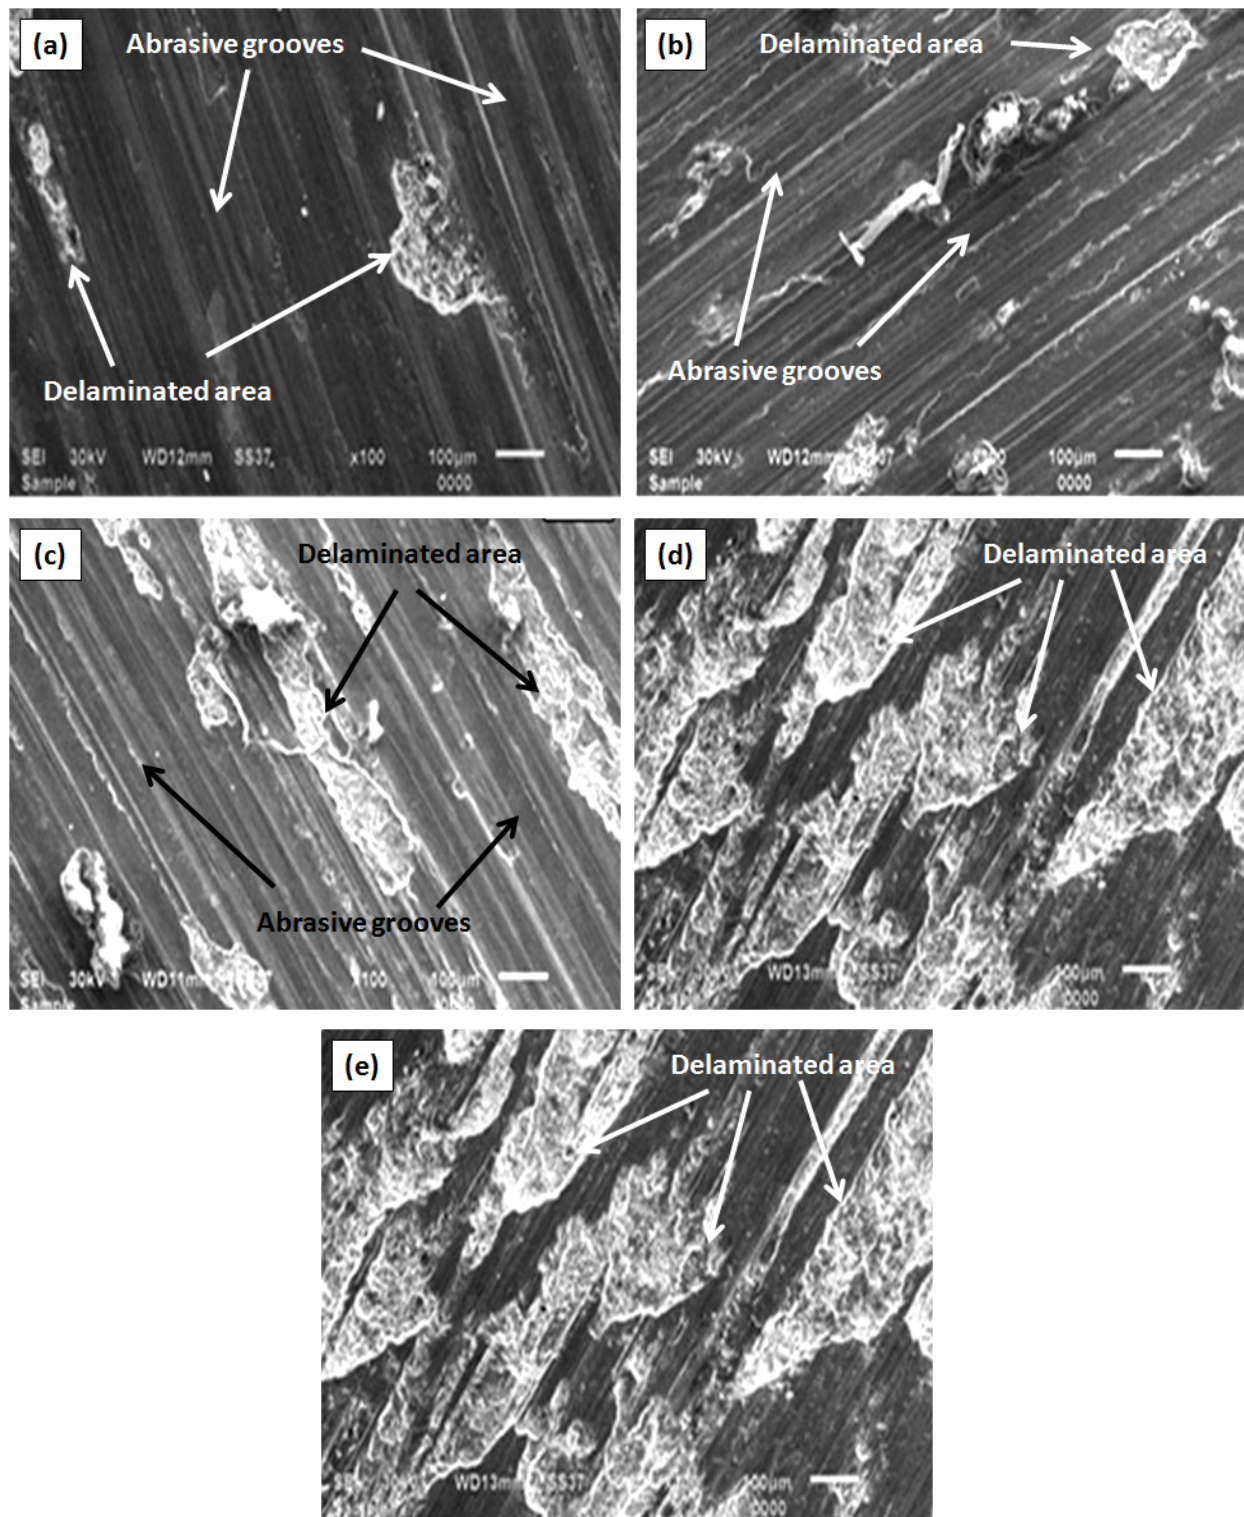 (a)
Abrasive grooves
Delaminated area
SEI 30kV WD12mm SS37 x100 100µm
Sample 0000
(b)
Delaminated area
Abrasive grooves
SEI 30kV WD12mm 100µm
Sample 0000
(c)
Delaminated area
Abrasive grooves
SEI 30kV WD11mm x100 100µm
Sample
(d)
Delaminated area
WD13mm SS37 100µm
0000
(e)
Delaminated area
WD13mm SS37 100µm
0000